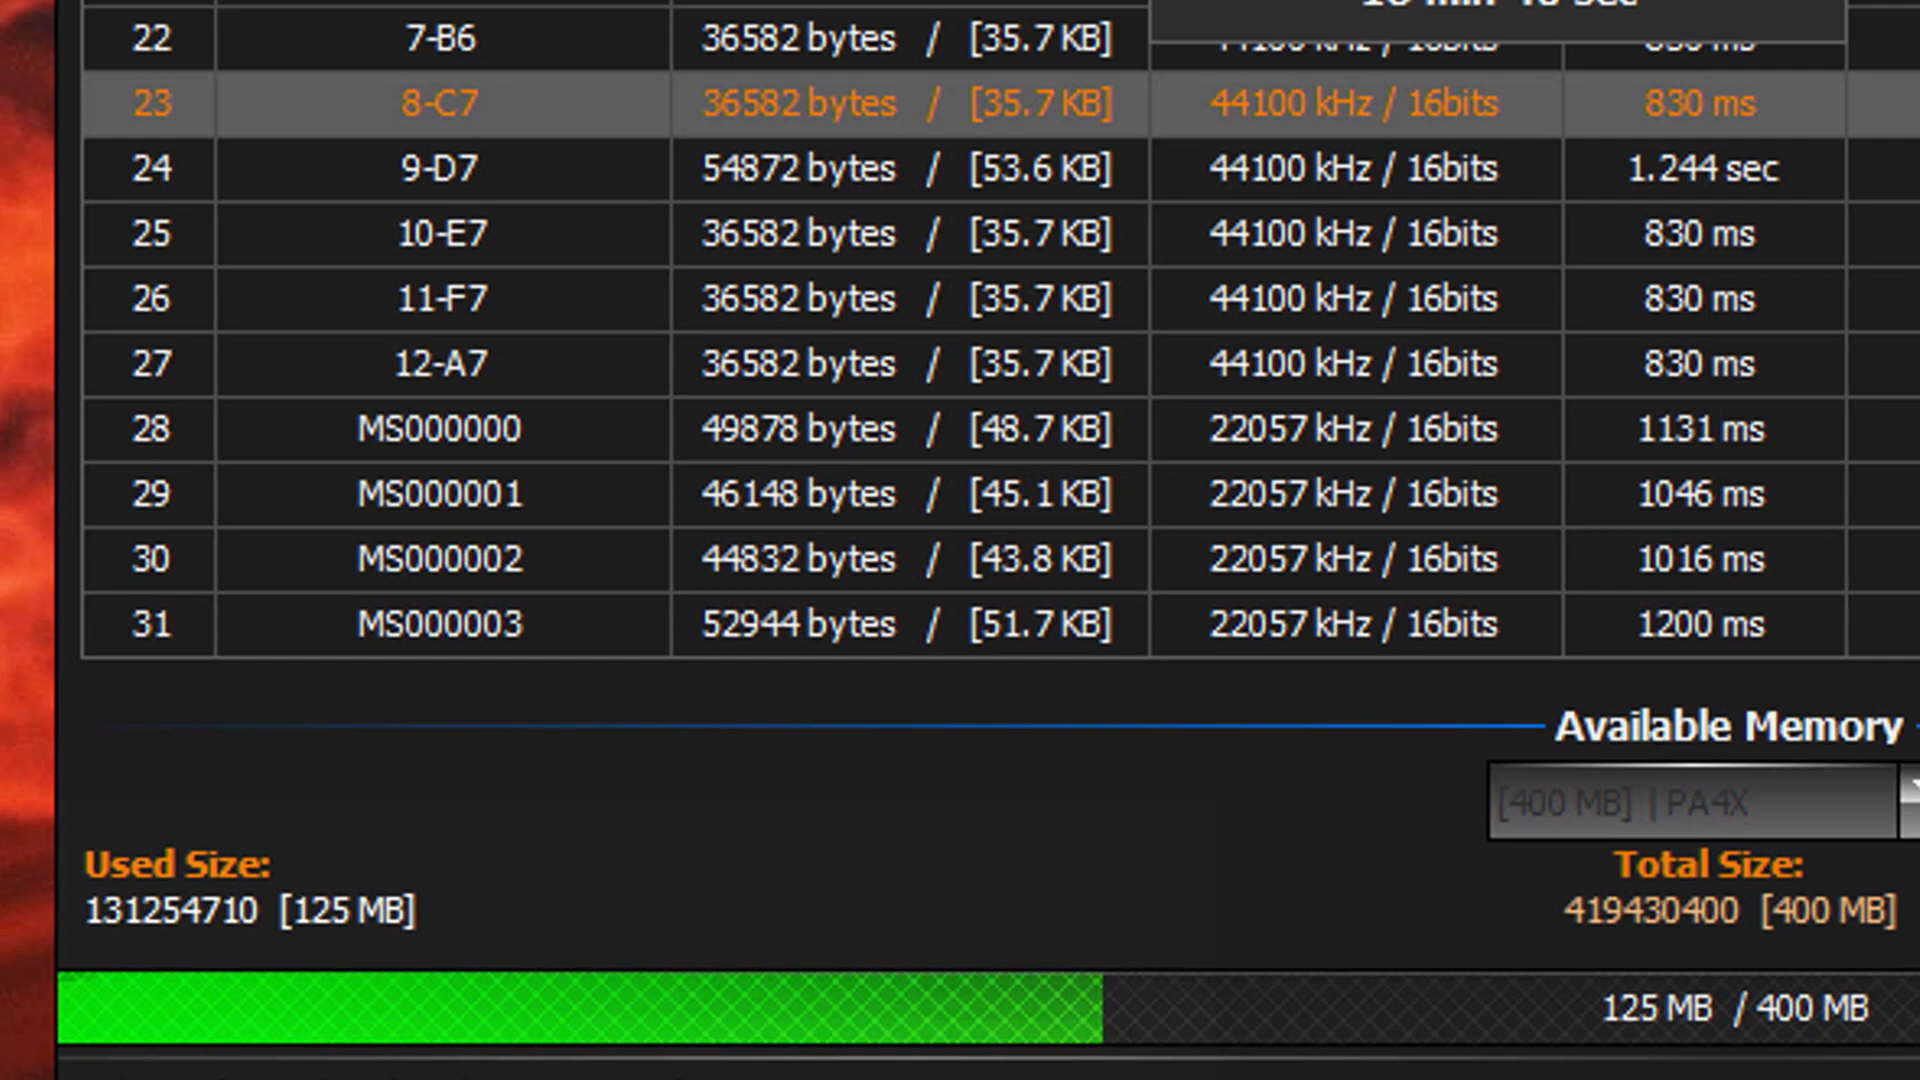 22 7-B6 36582 bytes / [35.7 KB]
23 8-C7 36582 bytes / [35.7 KB] 44100 kHz / 16bits 830 ms
24 9-D7 54872 bytes / [53.6 KB] 44100 kHz / 16bits 1.244 sec
25 10-E7 36582 bytes / [35.7 KB] 44100 kHz / 16bits 830 ms
26 11-F7 36582 bytes / [35.7 KB] 44100 kHz / 16bits 830 ms
27 12-A7 36582 bytes / [35.7 KB] 44100 kHz / 16bits 830 ms
28 MS000000 49878 bytes / [48.7 KB] 22057 kHz / 16bits 1131 ms
29 MS000001 46148 bytes / [45.1 KB] 22057 kHz / 16bits 1046 ms
30 MS000002 44832 bytes / [43.8 KB] 22057 kHz / 16bits 1016 ms
31 MS000003 52944 bytes / [51.7 KB] 22057 kHz / 16bits 1200 ms
Available Memory
[400 MB] | PA4X
Used Size: Total Size:
131254710 [125 MB] 419430400 [400 MB]
125 MB / 400 MB